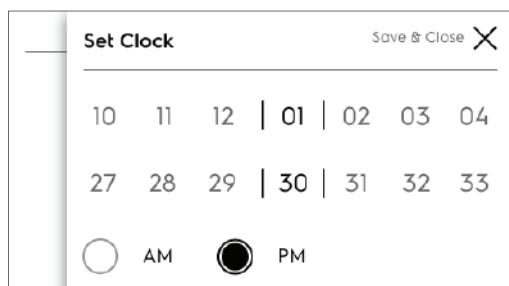 Set Clock Save & Close
10 11 12 | 01 | 02 03 04
27 28 29 | 30 | 31 32 33
AM PM